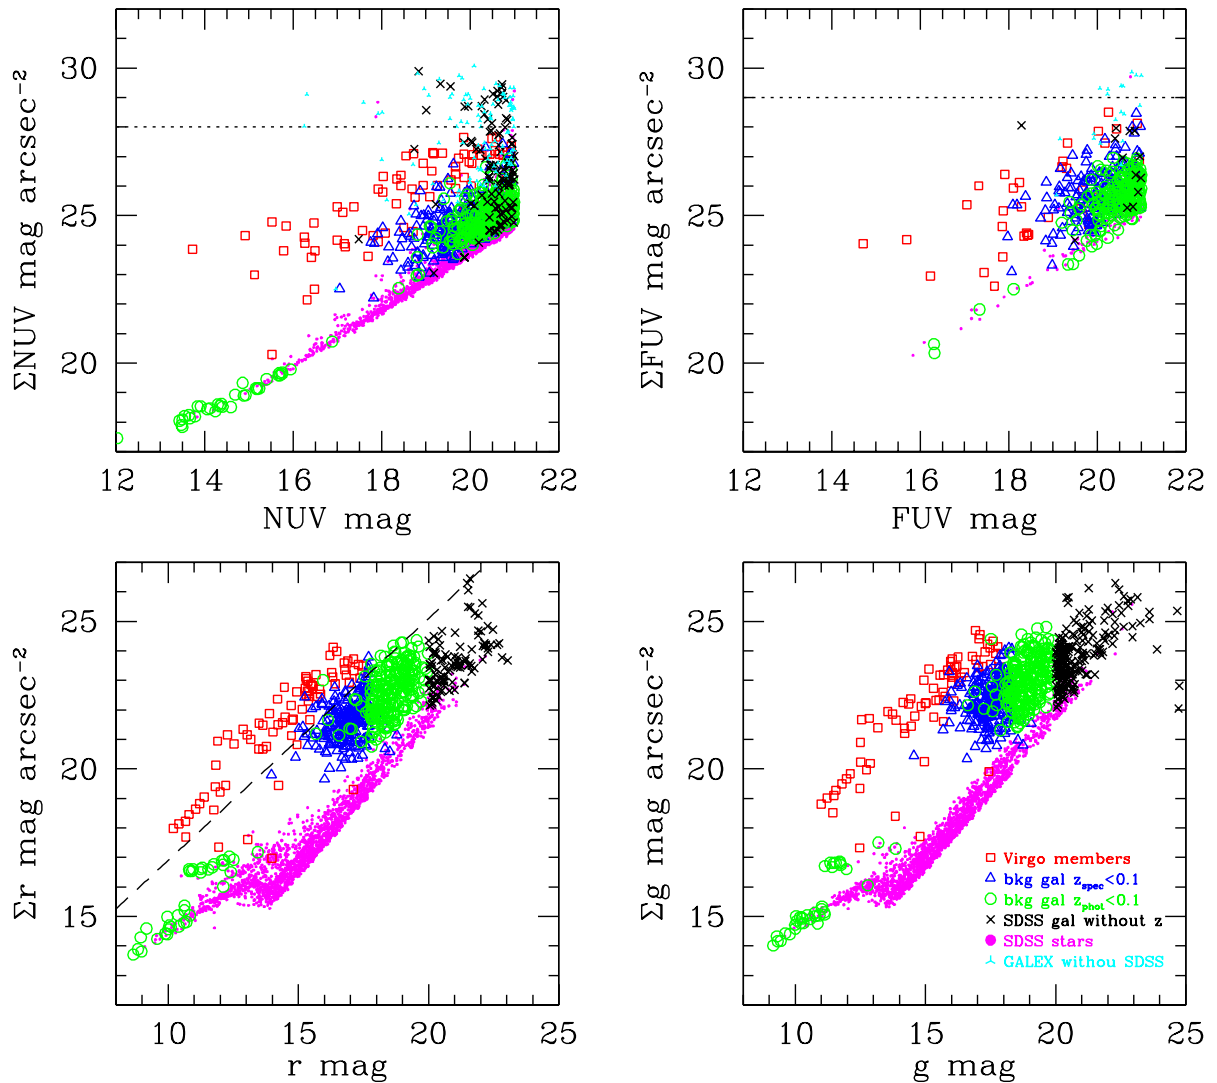 30
25
20
ΣNUV mag arcsec−2
12 14 16 18 20 22
NUV mag
30
25
20
ΣFUV mag arcsec−2
12 14 16 18 20 22
FUV mag
25
20
15
Σr mag arcsec−2
10 15 20 25
r mag
25
20
15
Σg mag arcsec−2
Virgo members
bkg gal zspec<0.1
bkg gal zphot<0.1
SDSS gal without z
SDSS stars
GALEX withou SDSS
10 15 20 25
g mag